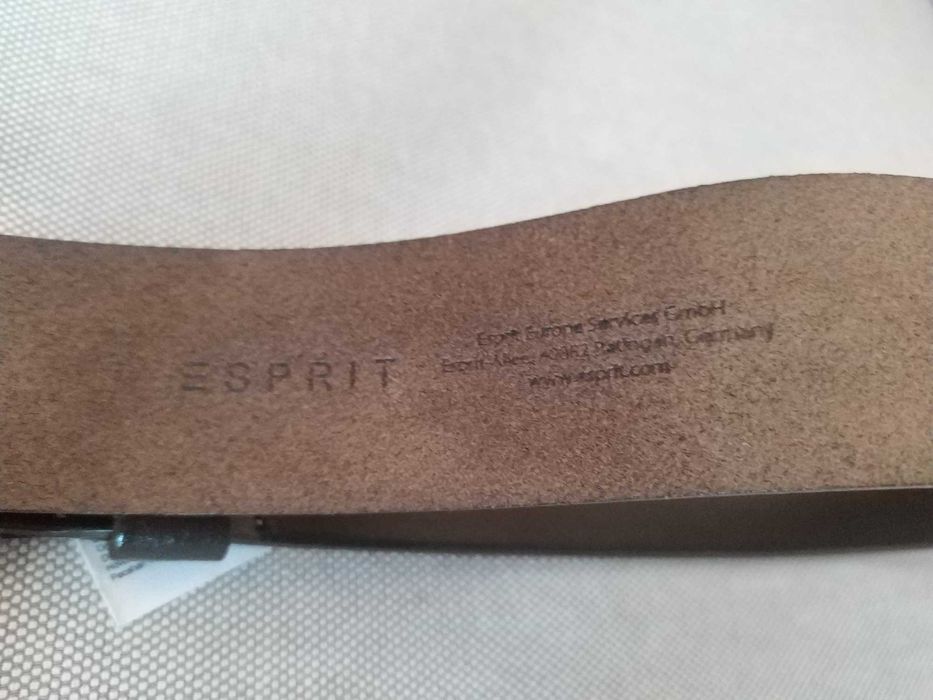 ESPRIT
Esprit Europe Services GmbH
Esprit-Allee, 40882 Ratingen, Germany
www.esprit.com